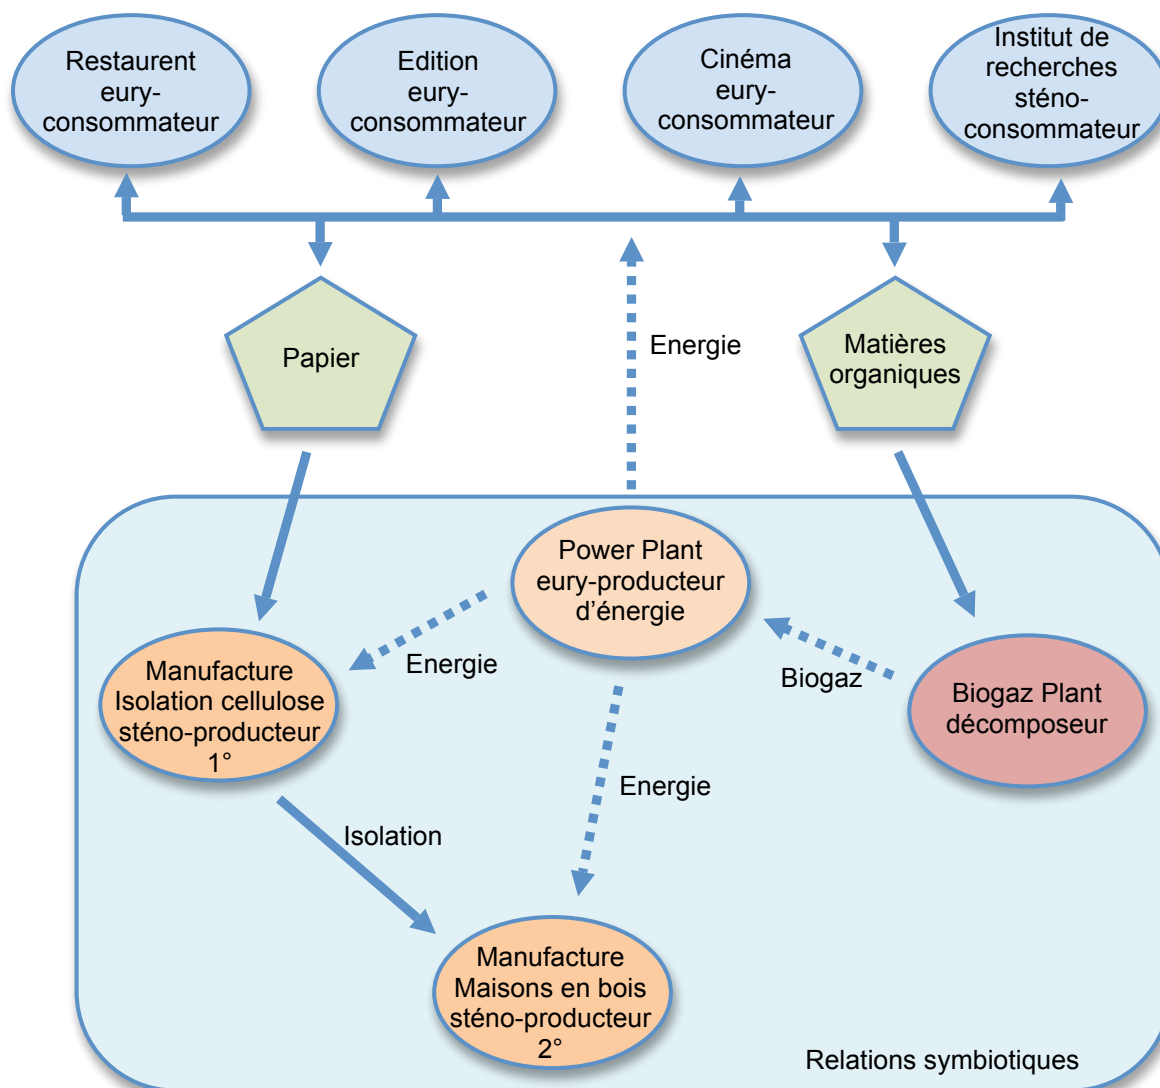 Restaurent
eury-
consommateur
Edition
eury-
consommateur
Cinéma
eury-
consommateur
Institut de
recherches
sténo-
consommateur
Papier
Energie
Matières
organiques
Power Plant
eury-producteur
d’énergie
Energie
Biogaz
Manufacture
Isolation cellulose
sténo-producteur
1°
Biogaz Plant
décomposeur
Energie
Isolation
Manufacture
Maisons en bois
sténo-producteur
2°
Relations symbiotiques